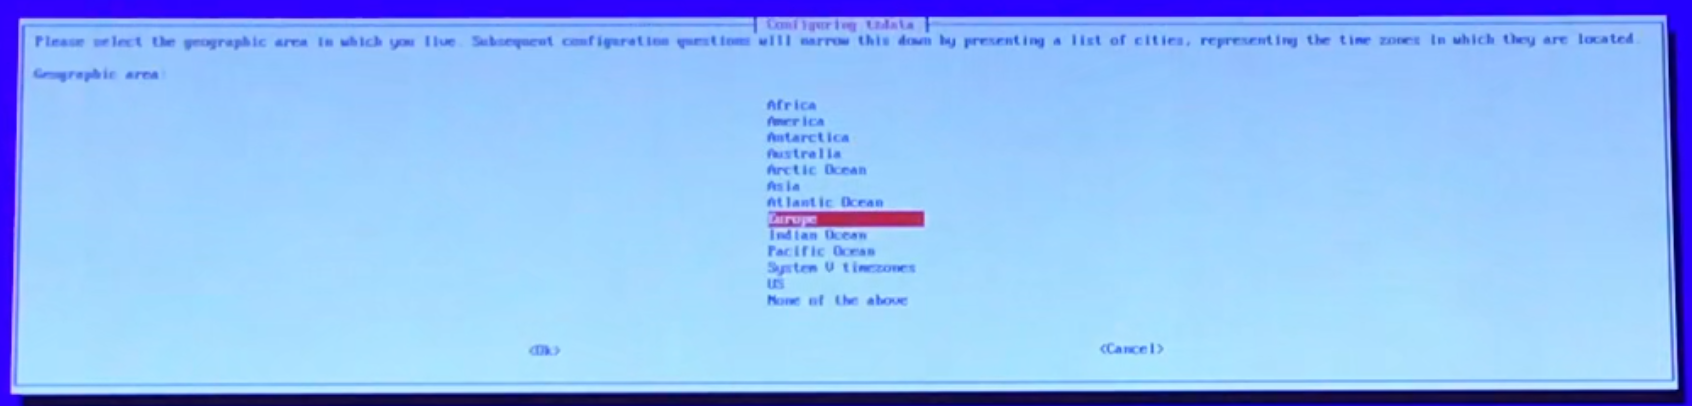 Configuring tzdata
Please select the geographic area in which you live. Subsequent configuration questions will narrow this down by presenting a list of cities, representing the time zones in which they are located.
Geographic area:
Africa
America
Antarctica
Australia
Arctic Ocean
Asia
Atlantic Ocean
Europe
Indian Ocean
Pacific Ocean
System V timezones
US
None of the above
<Ok>
<Cancel>